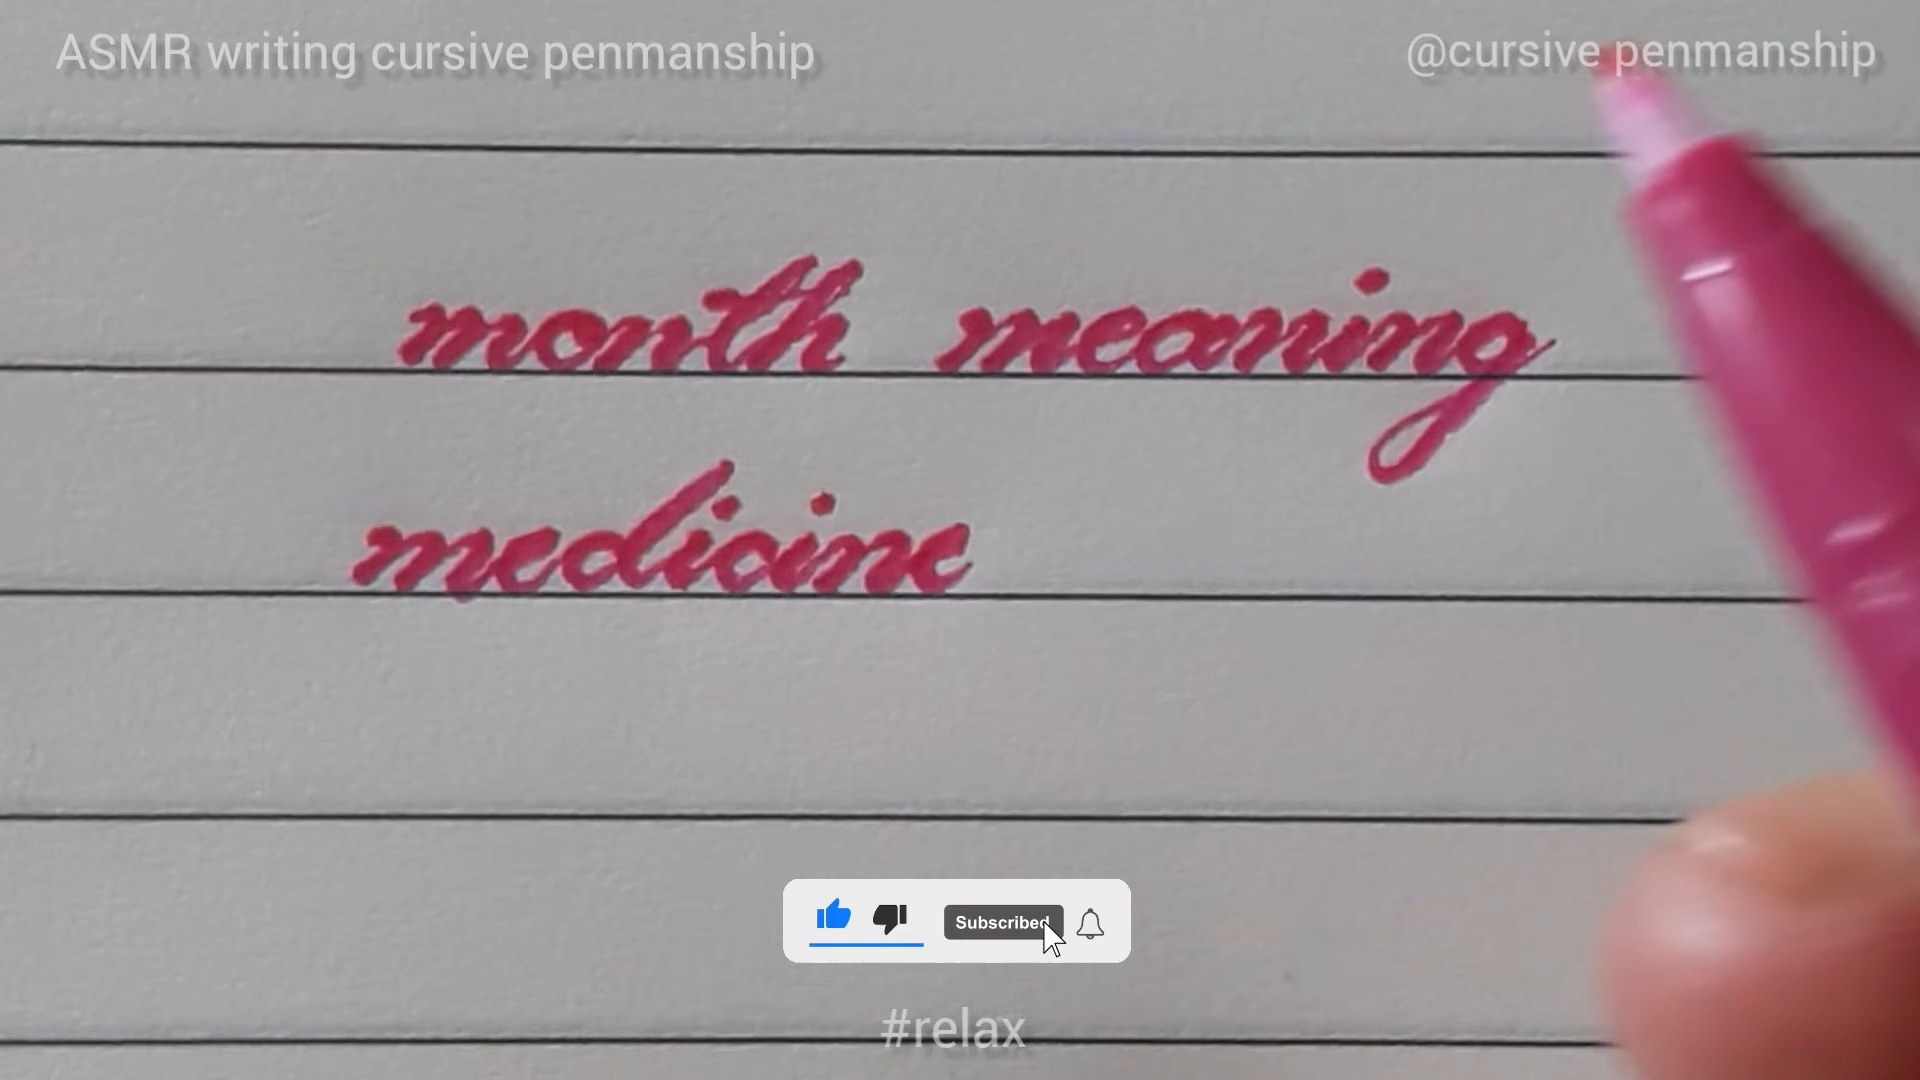 ASMR writing cursive penmanship
@cursive penmanship
month meaning
medicine
Subscribed
#relax